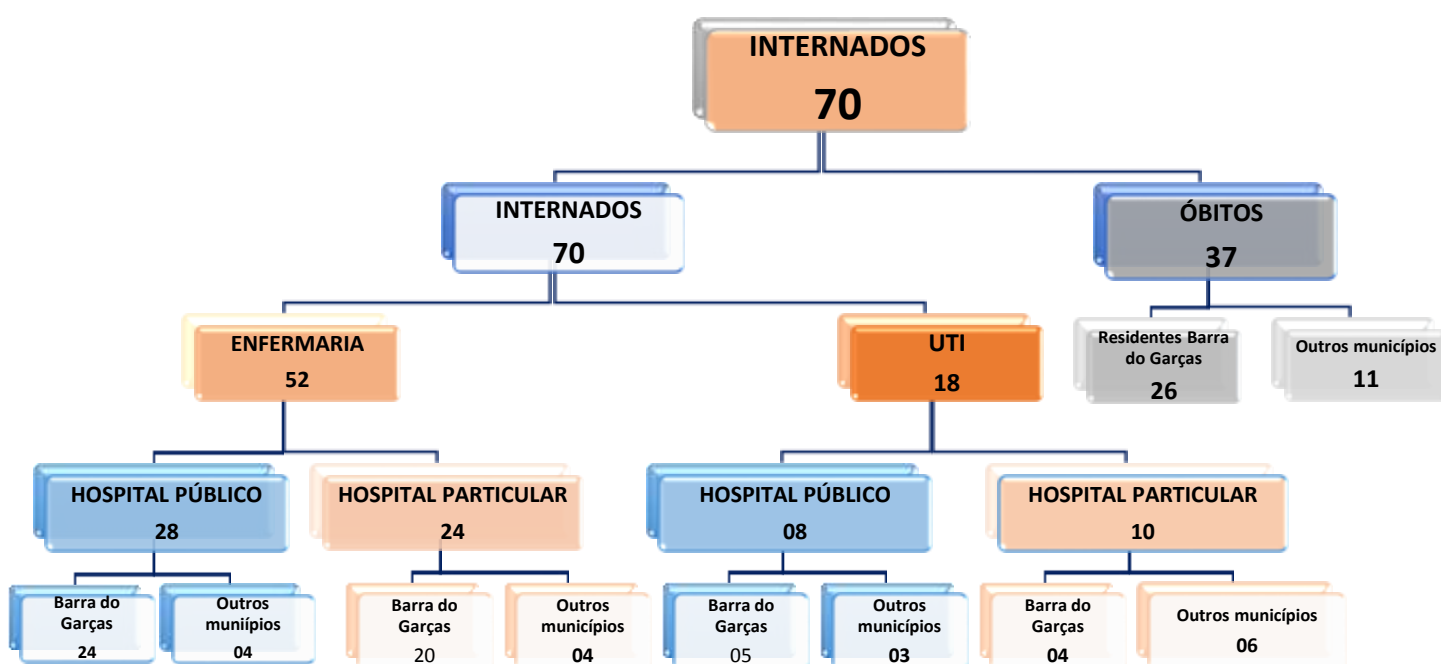 INTERNADOS
70
INTERNADOS
70
ÓBITOS
37
ENFERMARIA
52
UTI
18
Residentes Barra
do Garças
26
Outros municípios
11
HOSPITAL PÚBLICO
28
HOSPITAL PARTICULAR
24
HOSPITAL PÚBLICO
08
HOSPITAL PARTICULAR
10
Barra do
Garças
24
Outros
muniípios
04
Barra do
Garças
20
Outros
municípios
04
Barra do
Garças
05
Outros
municípios
03
Barra do
Garças
04
Outros municípios
06